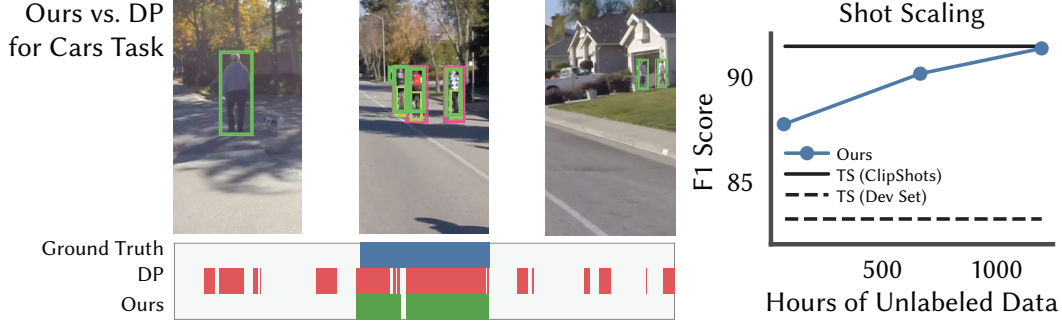 Ours vs. DP
for Cars Task
Ground Truth
DP
Ours
Shot Scaling
F1 Score
90
85
Ours
TS (ClipShots)
TS (Dev Set)
500 1000
Hours of Unlabeled Data